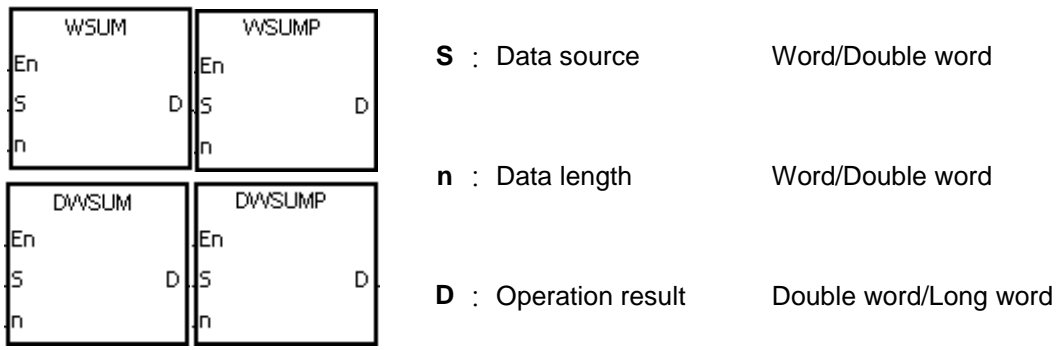 WSUM
En
S D
n
WSUMP
En
S D
n
DWSUM
En
S D
n
DWSUMP
En
S D
n
S : Data source Word/Double word
n : Data length Word/Double word
D : Operation result Double word/Long word